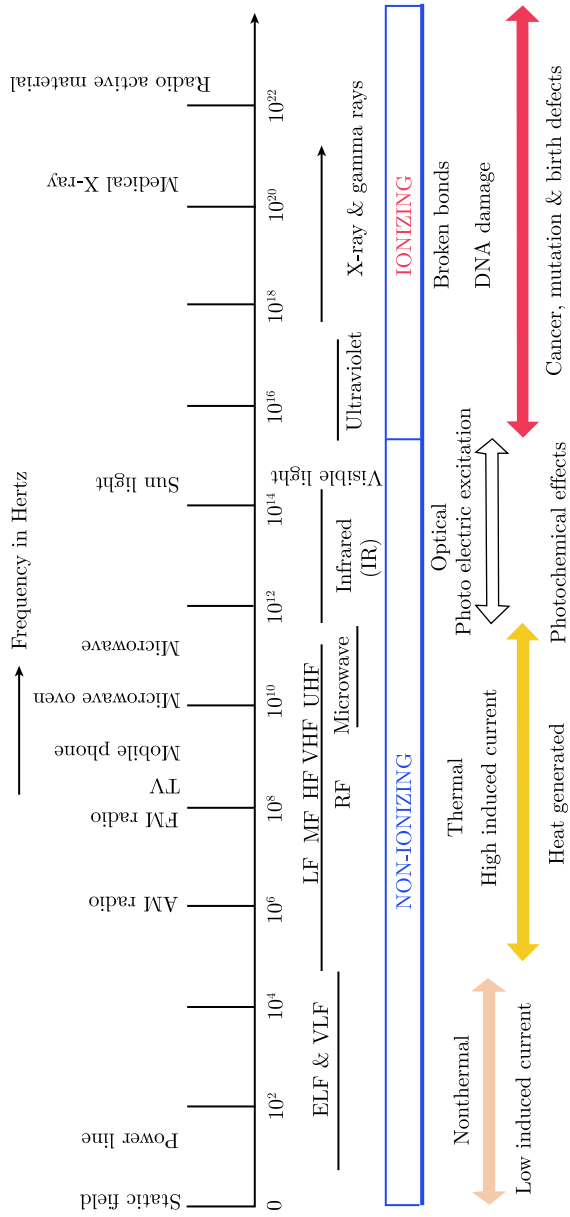 Frequency in Hertz
Static field
Power line
AM radio
FM radio
TV
Mobile phone
Microwave oven
Microwave
Sun light
Medical X-ray
Radio active material
0
10²
10⁴
10⁶
10⁸
10¹⁰
10¹²
10¹⁴
10¹⁶
10¹⁸
10²⁰
10²²
ELF & VLF
LF MF HF VHF UHF
RF
Microwave
Infrared
(IR)
Visible light
Ultraviolet
X-ray & gamma rays
NON-IONIZING
IONIZING
Nonthermal
Low induced current
Thermal
High induced current
Heat generated
Optical
Photo electric excitation
Photochemical effects
Broken bonds
DNA damage
Cancer, mutation & birth defects